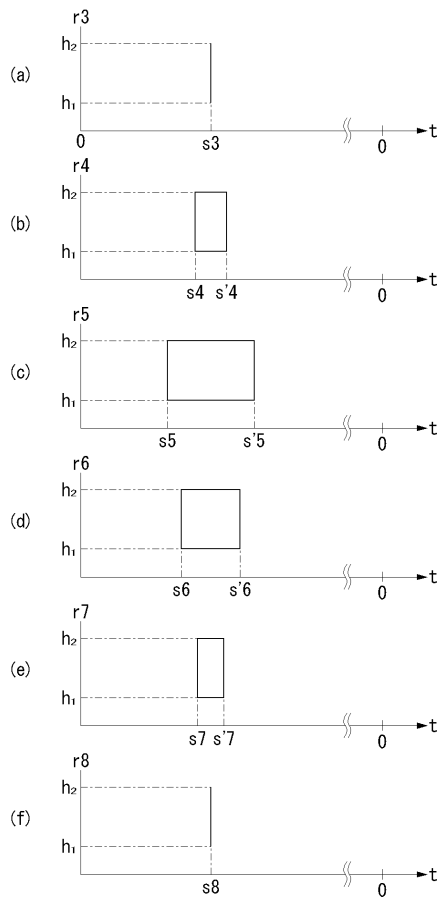 r3
h₂
(a)
h₁
t
0 s3 0
r4
h₂
(b)
h₁
t
s4 s'4 0
r5
h₂
(c)
h₁
t
s5 s'5 0
r6
h₂
(d)
h₁
t
s6 s'6 0
r7
h₂
(e)
h₁
t
s7 s'7 0
r8
h₂
(f)
h₁
t
s8 0